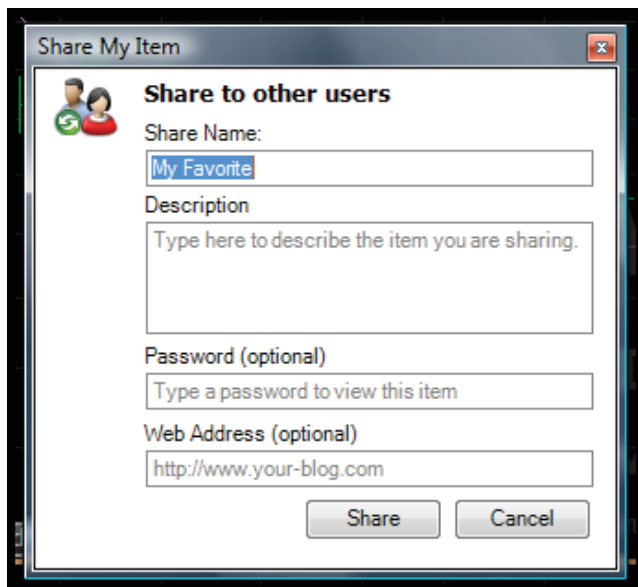 Share My Item
Share to other users
Share Name:
My Favorite
Description
Type here to describe the item you are sharing.
Password (optional)
Type a password to view this item
Web Address (optional)
http://www.your-blog.com
Share Cancel